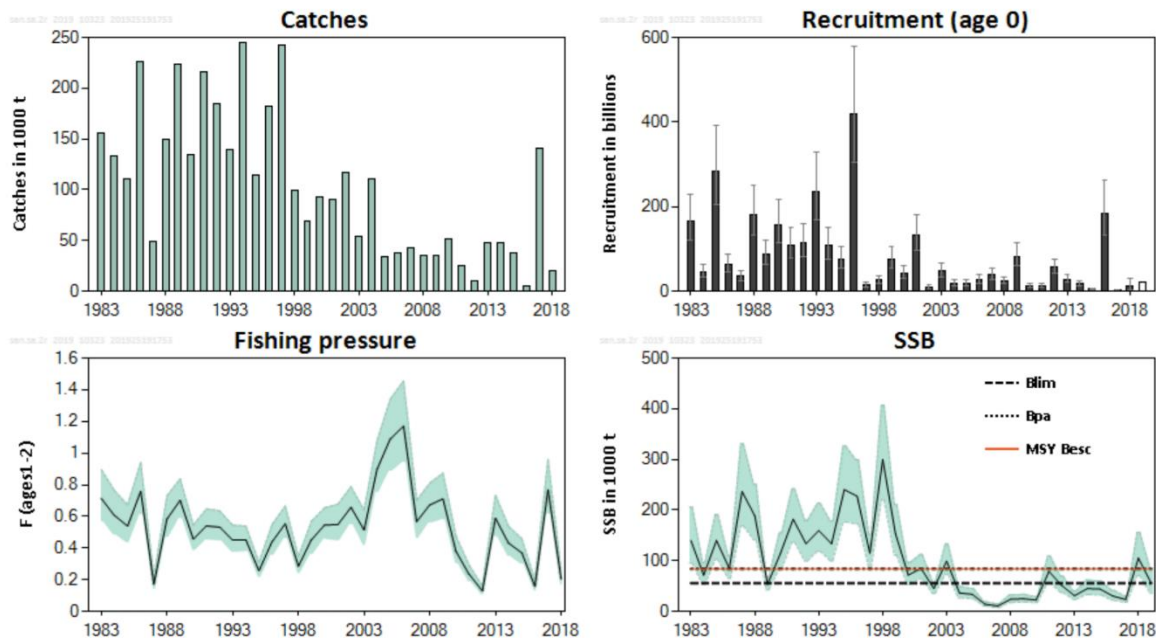 Catches
250
200
150
100
50
0
Catches in 1000 t
1983 1988 1993 1998 2003 2008 2013 2018
Recruitment (age 0)
600
400
200
0
Recruitment in billions
1983 1988 1993 1998 2003 2008 2013 2018
Fishing pressure
1.6
1.4
1.2
1
0.8
0.6
0.4
0.2
0
F (ages1-2)
1983 1988 1993 1998 2003 2008 2013 2018
SSB
500
400
300
200
100
0
SSB in 1000 t
Blim
Bpa
MSY Besc
1983 1988 1993 1998 2003 2008 2013 2018